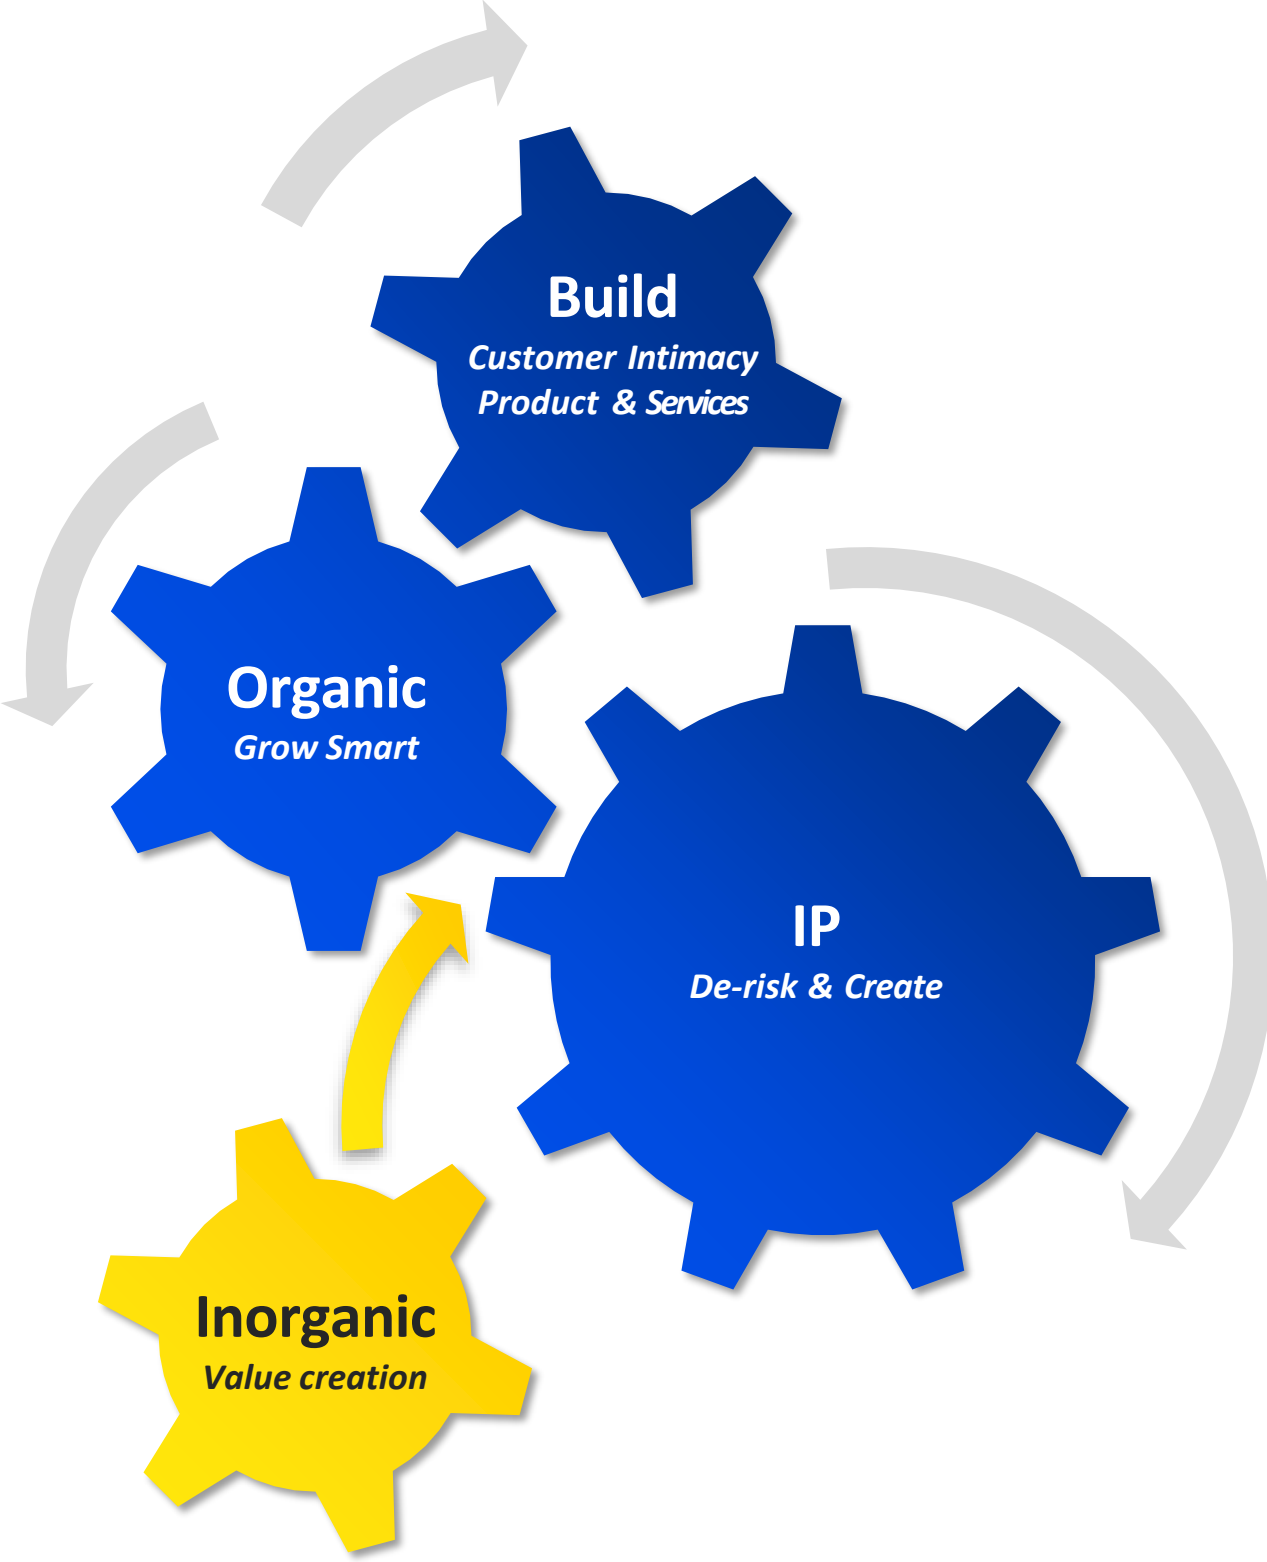 Build
Customer Intimacy
Product & Services
Organic
Grow Smart
IP
De-risk & Create
Inorganic
Value creation